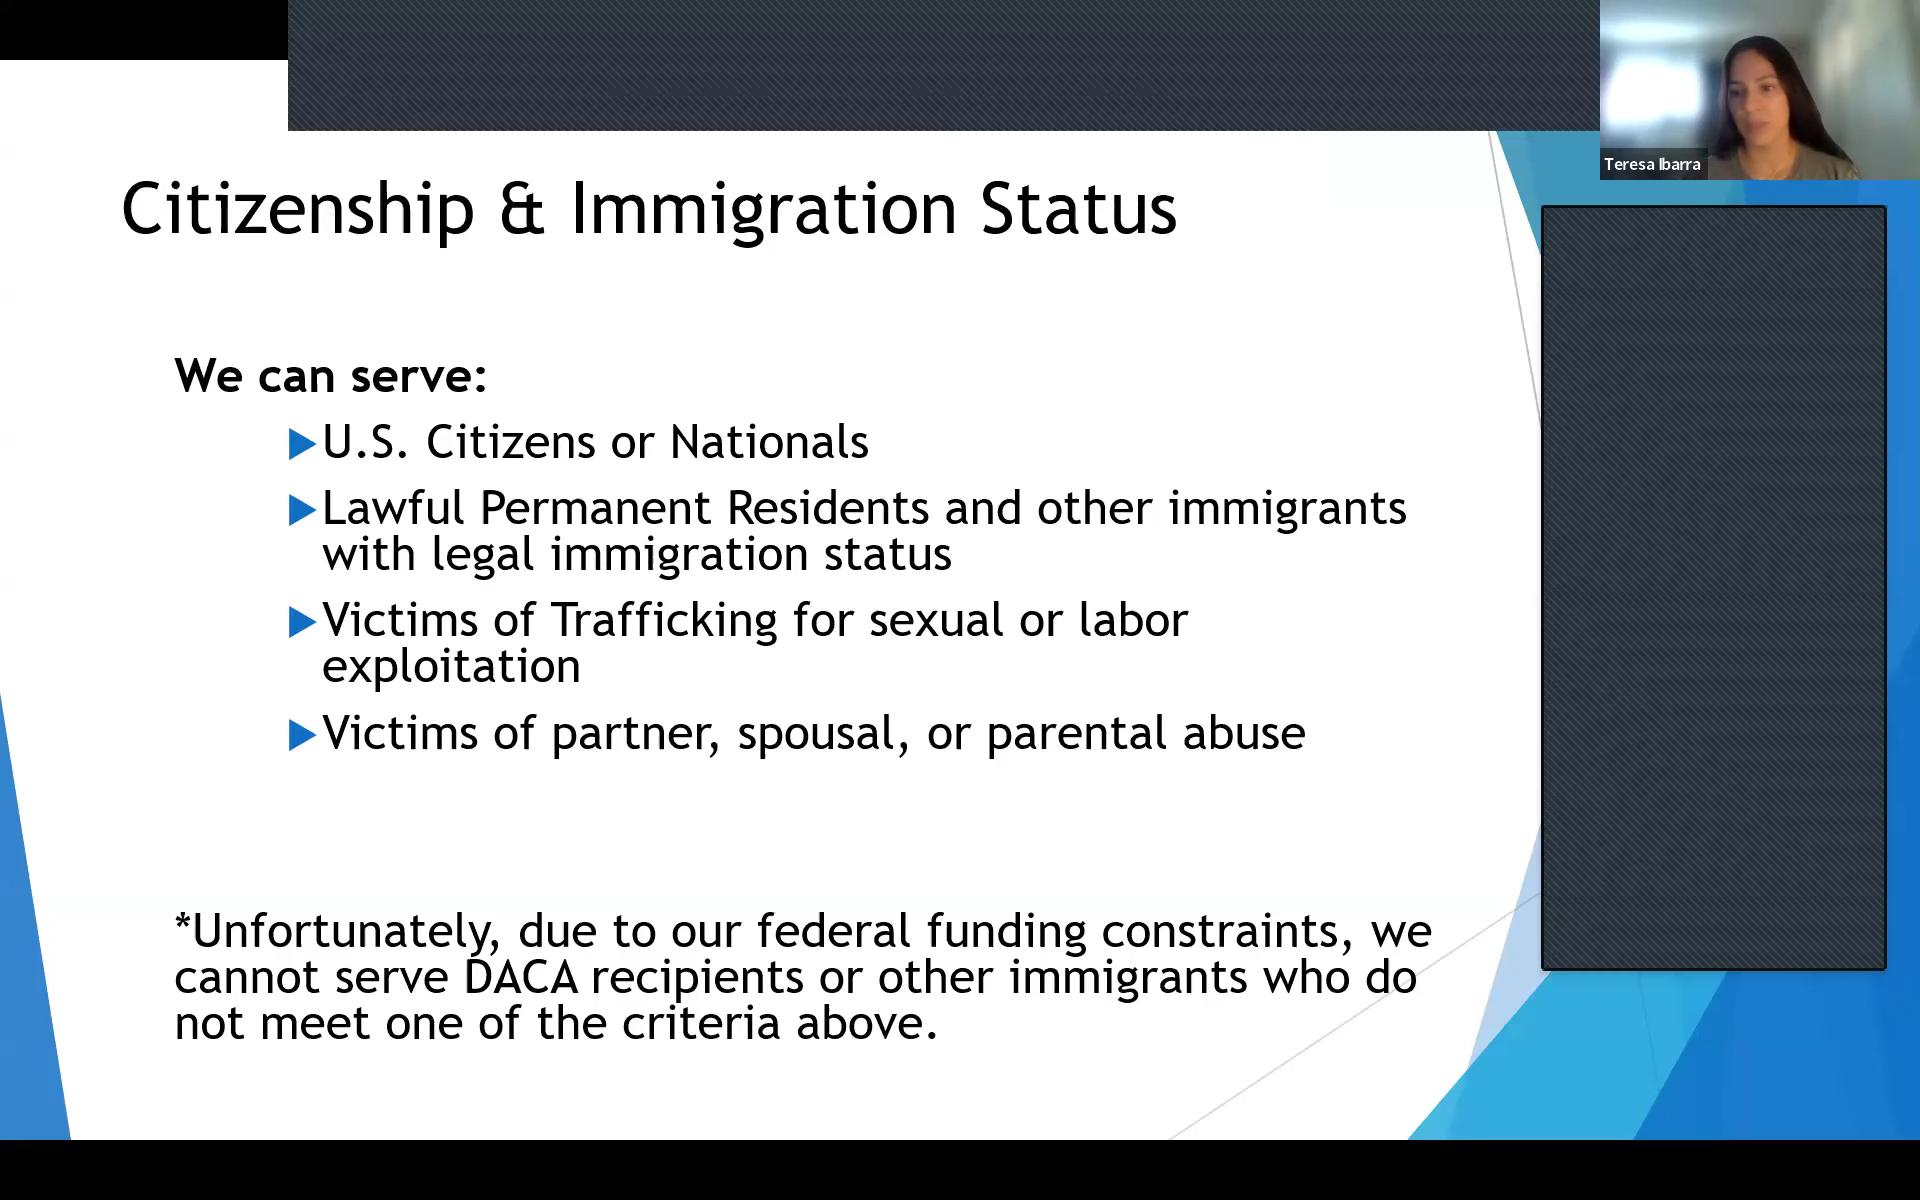 Teresa Ibarra
Citizenship & Immigration Status
We can serve:
U.S. Citizens or Nationals
Lawful Permanent Residents and other immigrants
with legal immigration status
Victims of Trafficking for sexual or labor
exploitation
Victims of partner, spousal, or parental abuse
*Unfortunately, due to our federal funding constraints, we
cannot serve DACA recipients or other immigrants who do
not meet one of the criteria above.